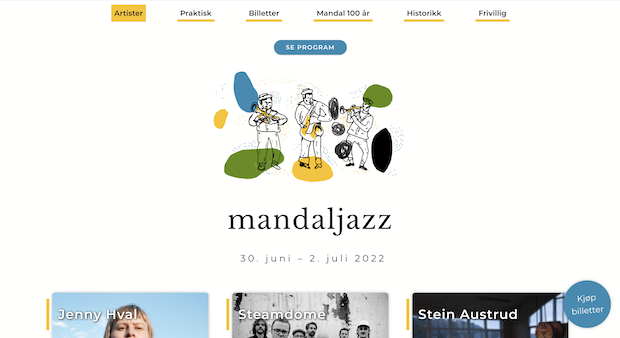 Artister Praktisk Billetter Mandal 100 år Historikk Frivillig
SE PROGRAM
mandaljazz
30. juni – 2. juli 2022
Jenny Hval Steamdome Stein Austrud
Kjøp
billetter